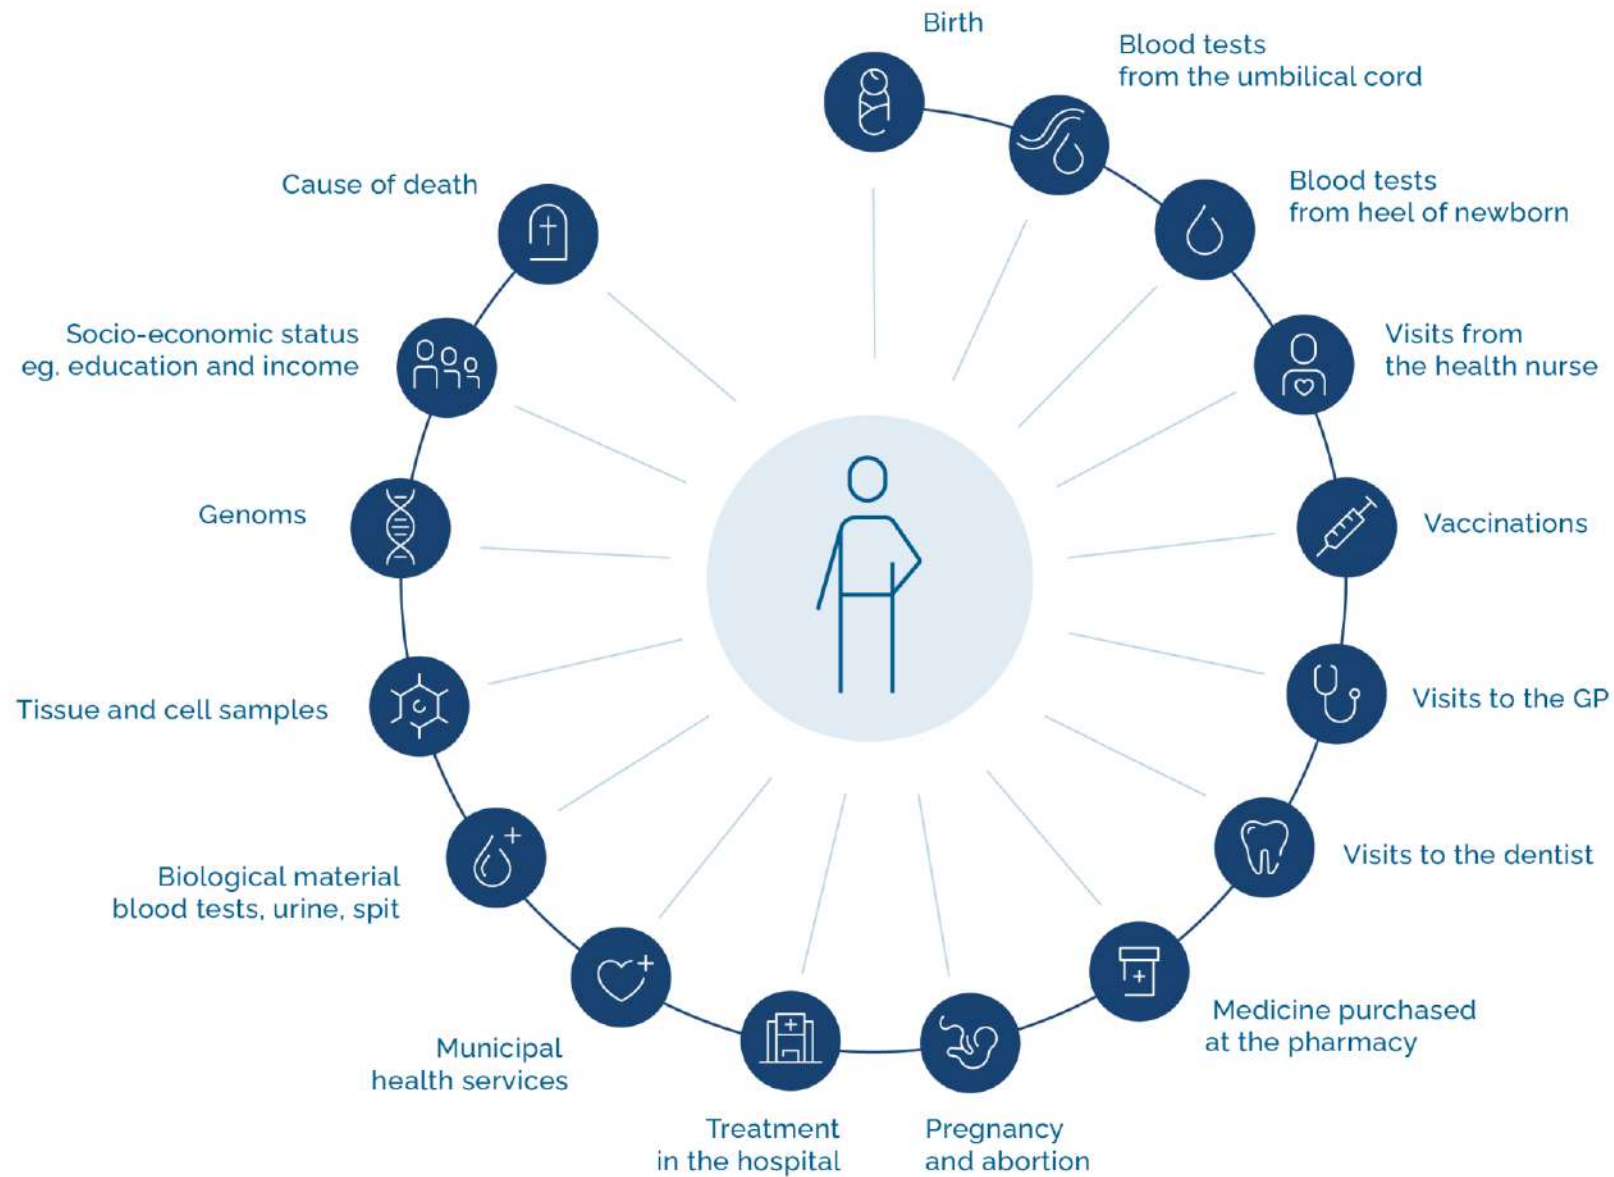 Birth
Blood tests
from the umbilical cord
Blood tests
from heel of newborn
Visits from
the health nurse
Vaccinations
Visits to the GP
Visits to the dentist
Medicine purchased
at the pharmacy
Pregnancy
and abortion
Treatment
in the hospital
Municipal
health services
Biological material
blood tests, urine, spit
Tissue and cell samples
Genoms
Socio-economic status
eg. education and income
Cause of death